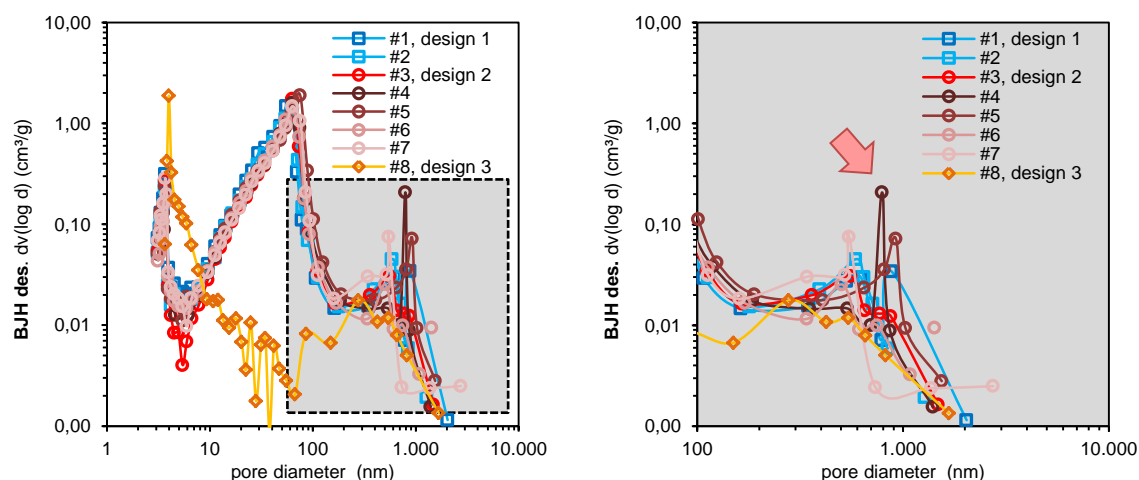 BJH des. dv(log d) (cm³/g)
10,00
1,00
0,10
0,01
0,00
1
10
100
1.000
10.000
pore diameter (nm)
#1, design 1
#2
#3, design 2
#4
#5
#6
#7
#8, design 3
BJH des. dv(log d) (cm³/g)
10,00
1,00
0,10
0,01
0,00
100
1.000
10.000
pore diameter (nm)
#1, design 1
#2
#3, design 2
#4
#5
#6
#7
#8, design 3